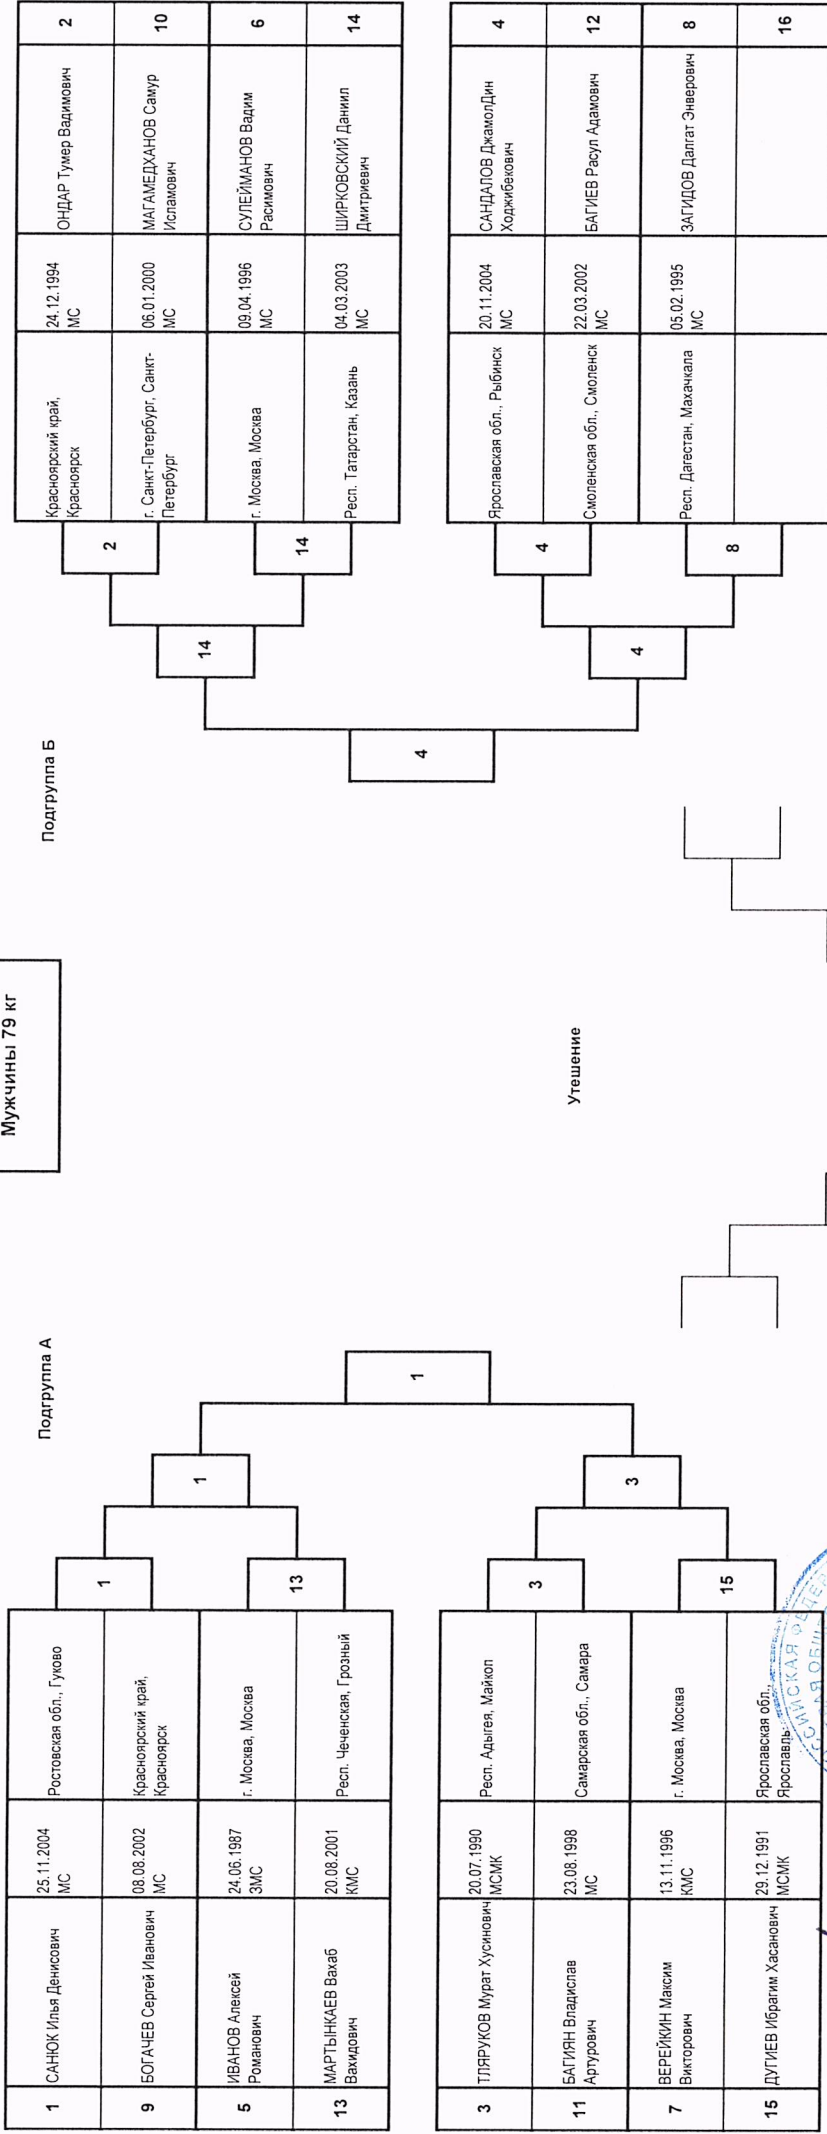 Мужчины 79 кг
Подгруппа А
Подгруппа Б
1
САНЮК Илья Денисович
25.11.2004
МС
Ростовская обл., Гуково
9
БОГАЧЕВ Сергей Иванович
08.08.2002
МС
Красноярский край,
Красноярск
5
ИВАНОВ Алексей
Романович
24.06.1987
ЗМС
г. Москва, Москва
13
МАРТЫНКАЕВ Вахаб
Вахидович
20.08.2001
КМС
Респ. Чеченская, Грозный
1
13
1
3
ТЛЯРУКОВ Мурат Хусинович
20.07.1990
МСМК
Респ. Адыгея, Майкоп
11
БАГИЯН Владислав
Артурович
23.08.1998
МС
Самарская обл., Самара
7
ВЕРЕЙКИН Максим
Викторович
13.11.1996
КМС
г. Москва, Москва
15
ДУГИЕВ Ибрагим Хасанович
29.12.1991
МСМК
Ярославская обл.,
Ярославль
3
15
3
1
Красноярский край,
Красноярск
24.12.1994
МС
ОНДАР Тумер Вадимович
2
г. Санкт-Петербург, Санкт-
Петербург
06.01.2000
МС
МАГАМЕДХАНОВ Самур
Исламович
10
г. Москва, Москва
09.04.1996
МС
СУЛЕЙМАНОВ Вадим
Расимович
6
Респ. Татарстан, Казань
04.03.2003
МС
ШИРКОВСКИЙ Даниил
Дмитриевич
14
2
14
14
Ярославская обл., Рыбинск
20.11.2004
МС
САНДАЛОВ ДжамолДин
Ходжибекович
4
Смоленская обл., Смоленск
22.03.2002
МС
БАГИЕВ Расул Адамович
12
Респ. Дагестан, Махачкала
05.02.1995
МС
ЗАГИДОВ Далгат Энверович
8
16
4
8
4
4
Утешение